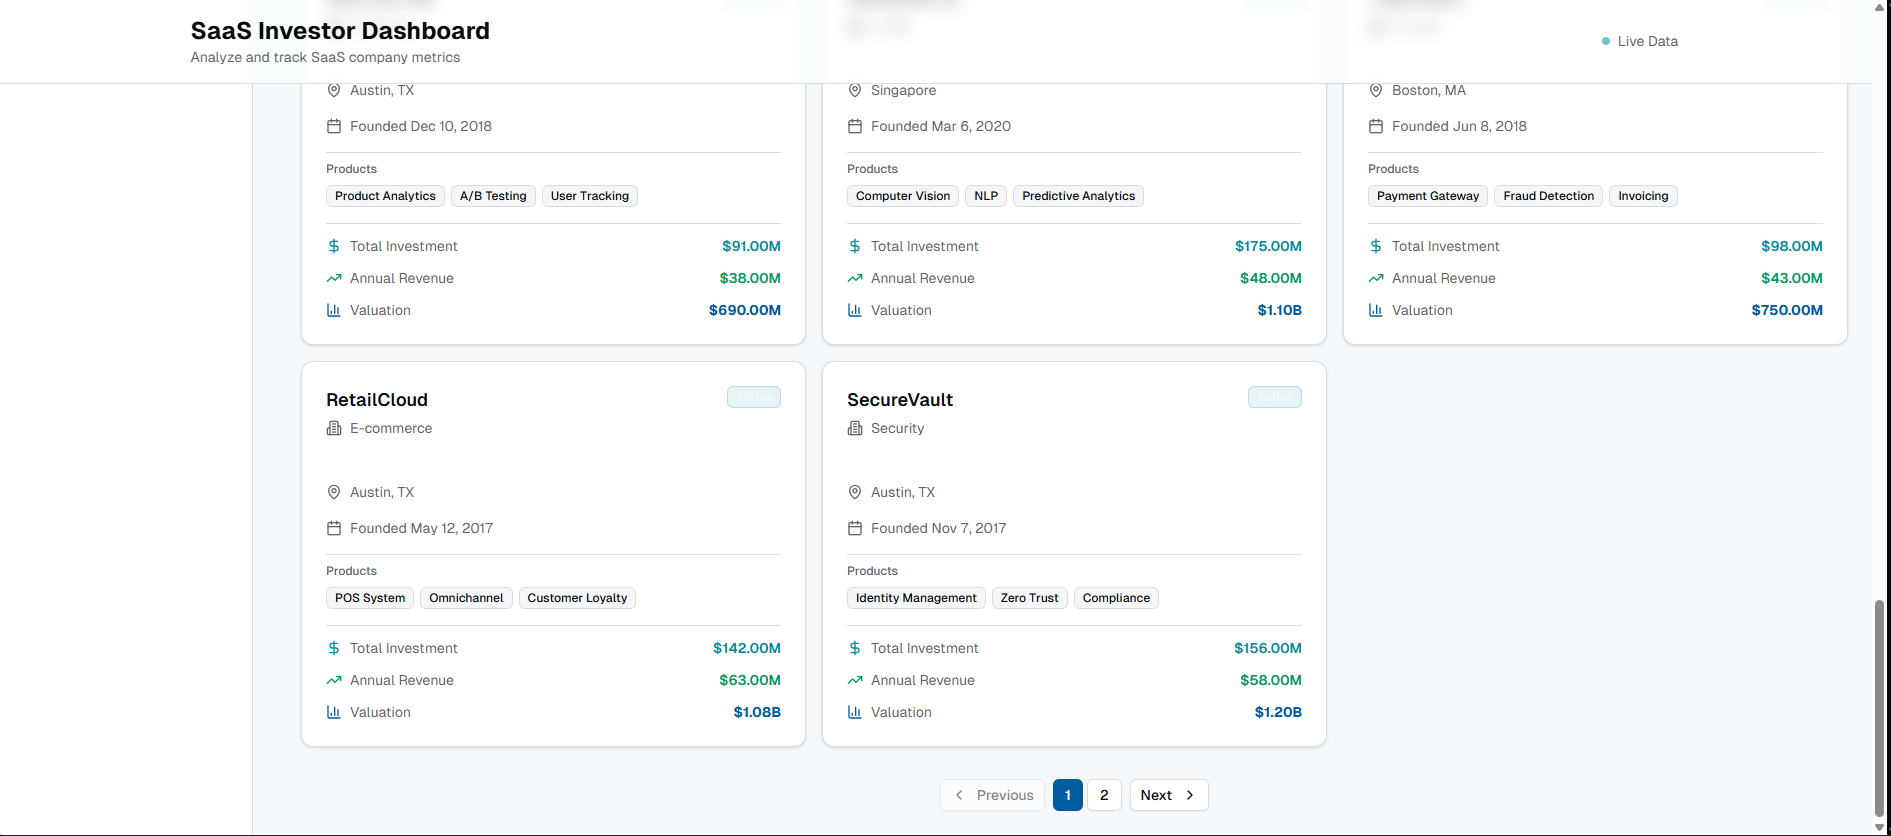 SaaS Investor Dashboard
Analyze and track SaaS company metrics
Live Data
Austin, TX
Founded Dec 10, 2018
Products
Product Analytics
A/B Testing
User Tracking
Total Investment
$91.00M
Annual Revenue
$38.00M
Valuation
$690.00M
Singapore
Founded Mar 6, 2020
Products
Computer Vision
NLP
Predictive Analytics
Total Investment
$175.00M
Annual Revenue
$48.00M
Valuation
$1.10B
Boston, MA
Founded Jun 8, 2018
Products
Payment Gateway
Fraud Detection
Invoicing
Total Investment
$98.00M
Annual Revenue
$43.00M
Valuation
$750.00M
RetailCloud
Active
E-commerce
Austin, TX
Founded May 12, 2017
Products
POS System
Omnichannel
Customer Loyalty
Total Investment
$142.00M
Annual Revenue
$63.00M
Valuation
$1.08B
SecureVault
Active
Security
Austin, TX
Founded Nov 7, 2017
Products
Identity Management
Zero Trust
Compliance
Total Investment
$156.00M
Annual Revenue
$58.00M
Valuation
$1.20B
Previous
1
2
Next